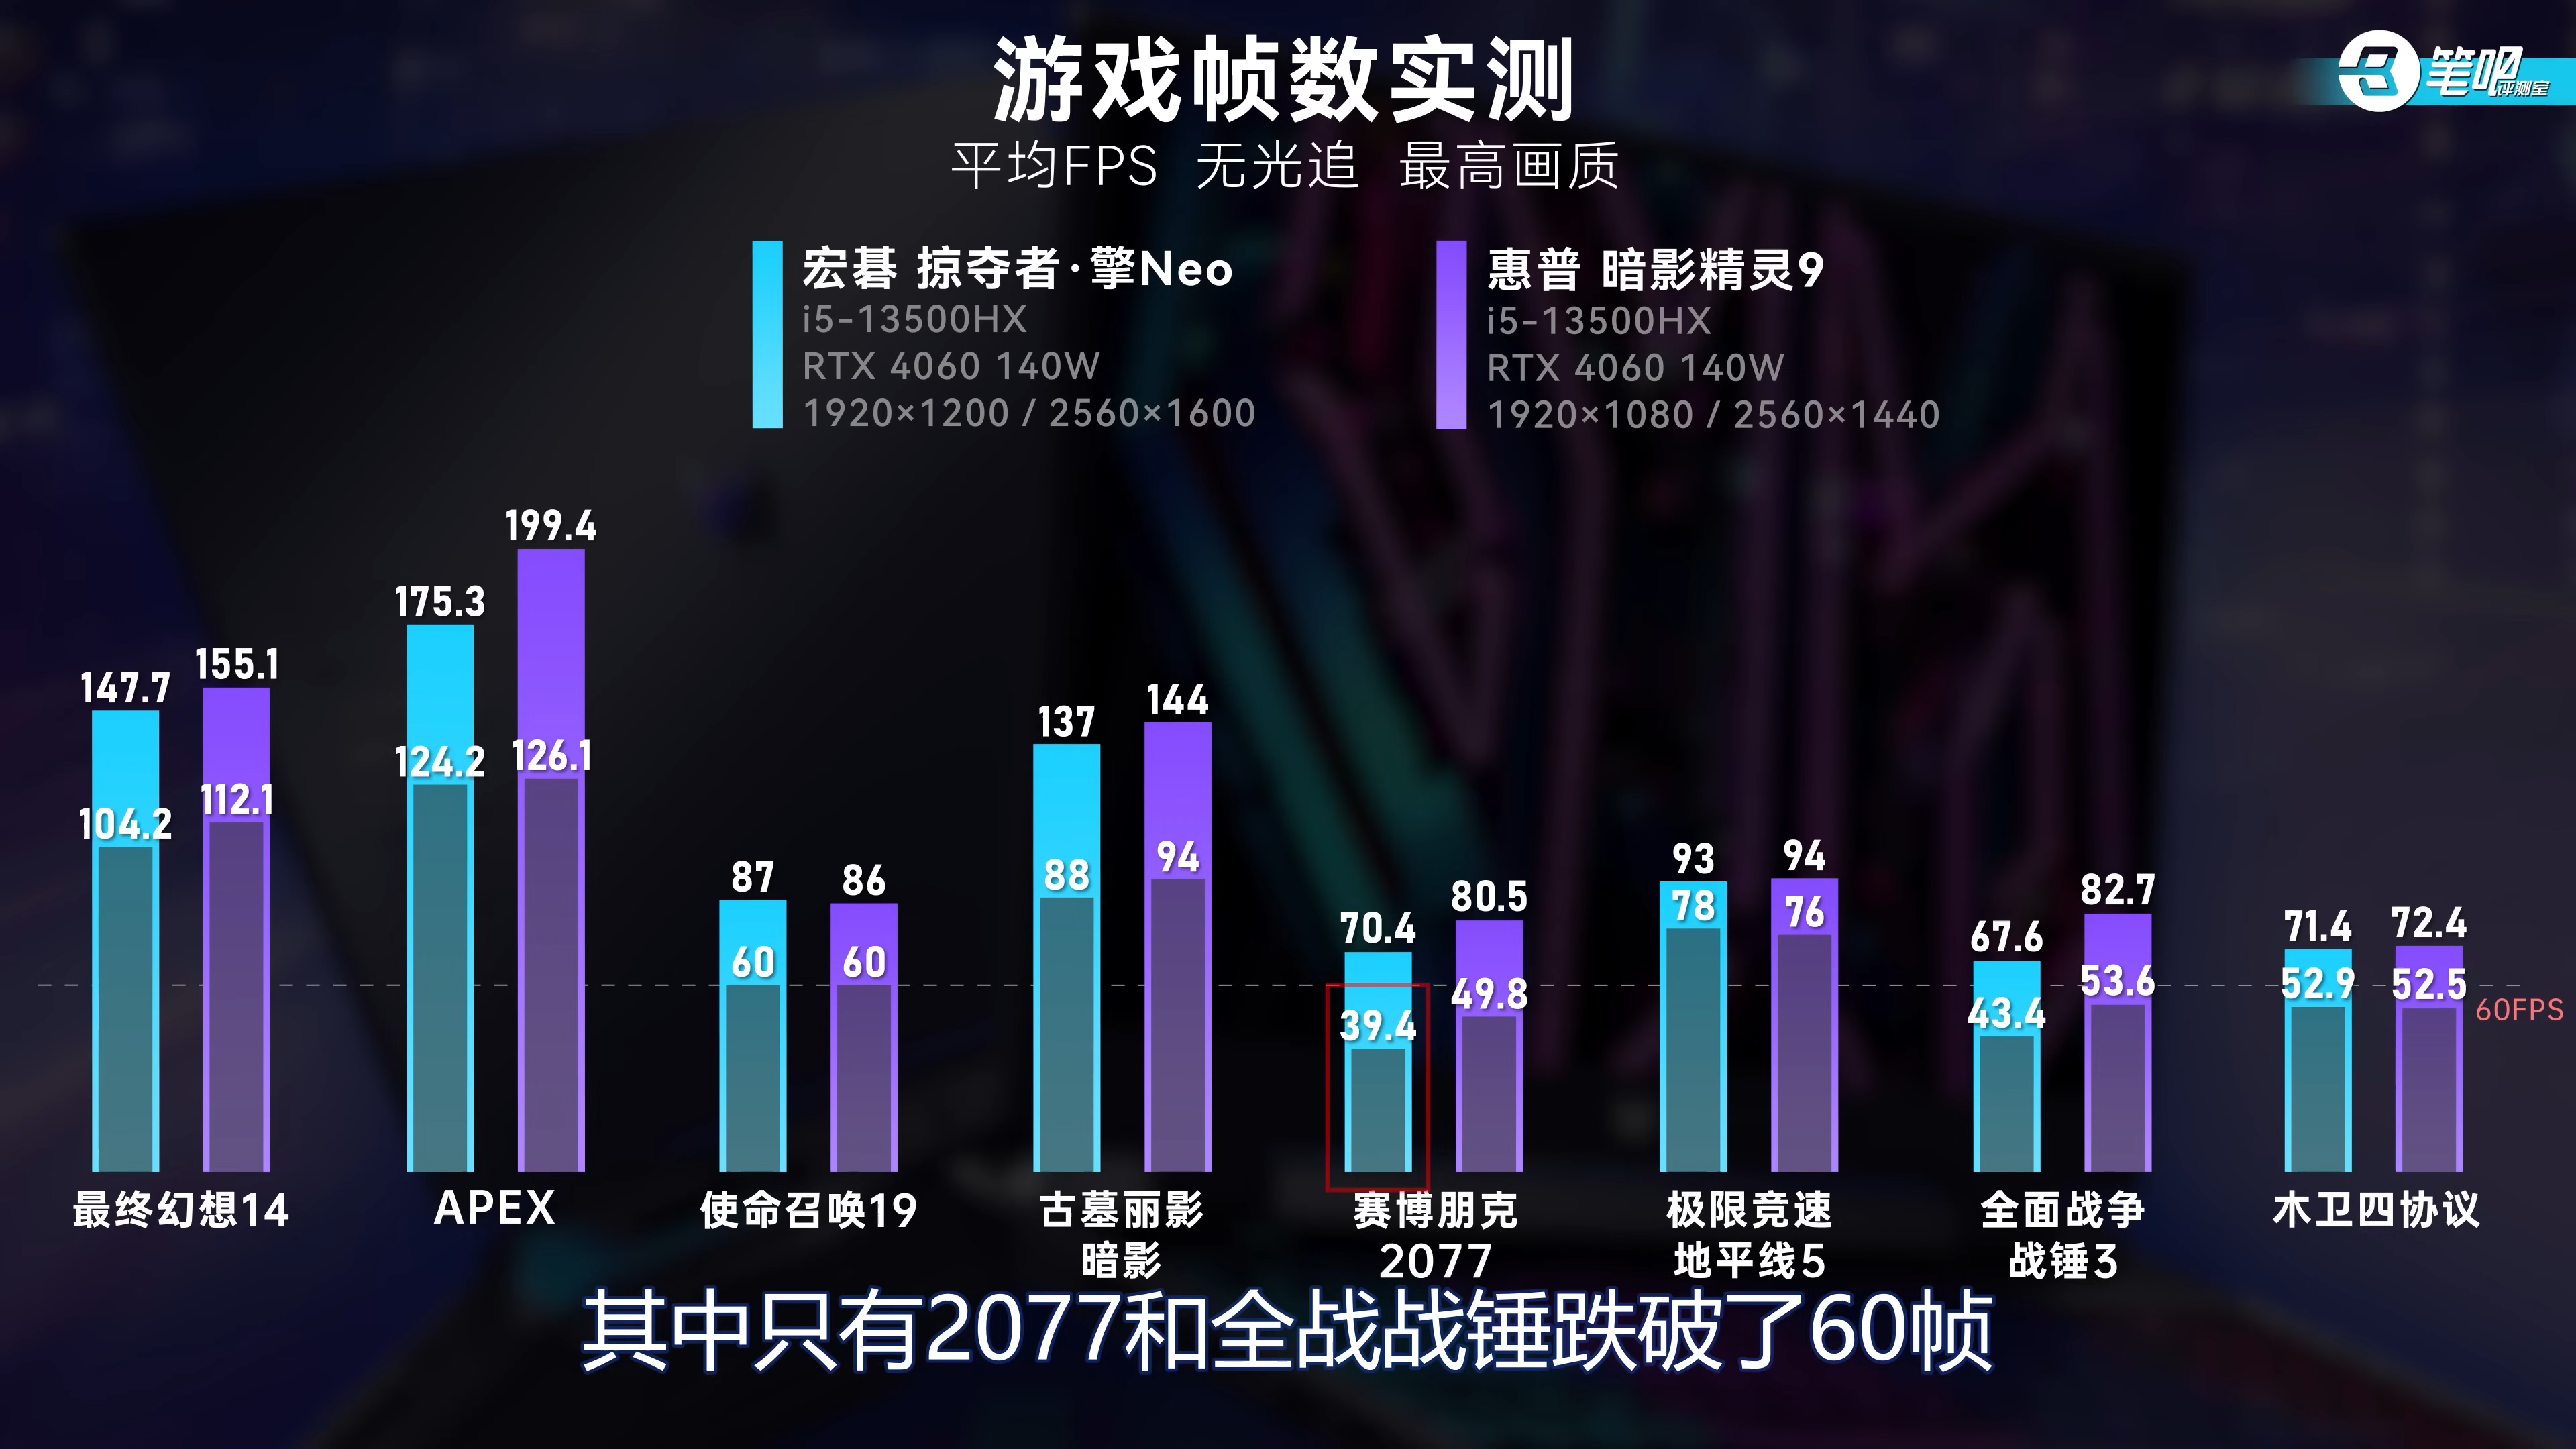 游戏帧数实测
笔吧评测室
平均FPS 无光追 最高画质
宏碁 掠夺者·擎Neo
i5-13500HX
RTX 4060 140W
1920×1200 / 2560×1600
惠普 暗影精灵9
i5-13500HX
RTX 4060 140W
1920×1080 / 2560×1440
147.7
104.2
155.1
112.1
175.3
124.2
199.4
126.1
87
60
86
60
137
88
144
94
70.4
39.4
80.5
49.8
93
78
94
76
67.6
43.4
82.7
53.6
71.4
52.9
72.4
52.5
60FPS
最终幻想14
APEX
使命召唤19
古墓丽影
暗影
赛博朋克
2077
极限竞速
地平线5
全面战争
战锤3
木卫四协议
其中只有2077和全战战锤跌破了60帧